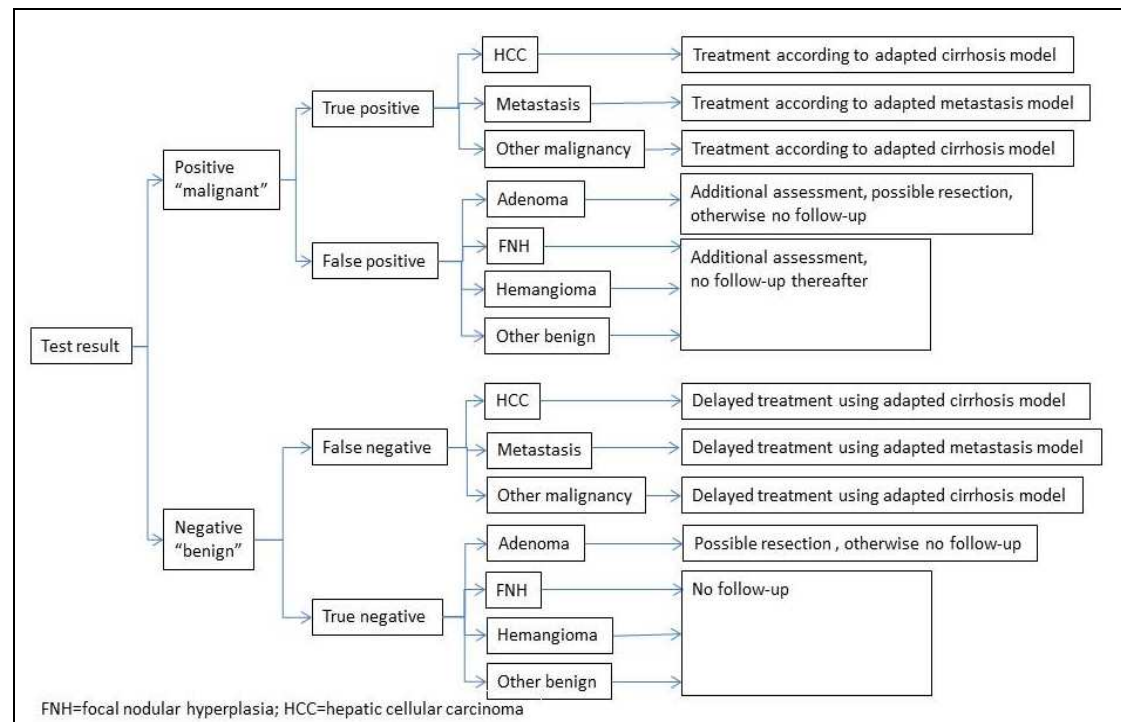 HCC
Treatment according to adapted cirrhosis model
True positive
Metastasis
Treatment according to adapted metastasis model
Other malignancy
Treatment according to adapted cirrhosis model
Positive
“malignant”
Adenoma
Additional assessment, possible resection,
otherwise no follow-up
False positive
FNH
Additional assessment,
no follow-up thereafter
Hemangioma
Other benign
Test result
HCC
Delayed treatment using adapted cirrhosis model
False negative
Metastasis
Delayed treatment using adapted metastasis model
Other malignancy
Delayed treatment using adapted cirrhosis model
Negative
“benign”
Adenoma
Possible resection , otherwise no follow-up
FNH
No follow-up
True negative
Hemangioma
Other benign
FNH=focal nodular hyperplasia; HCC=hepatic cellular carcinoma